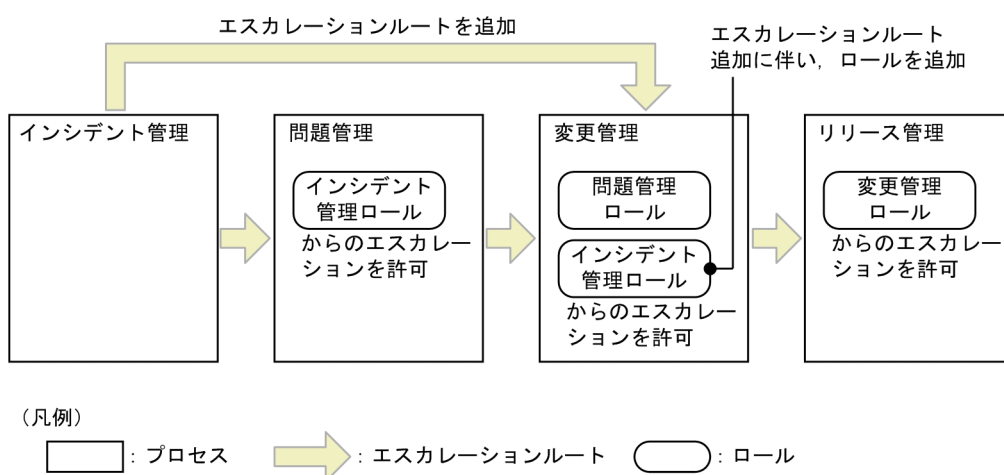 エスカレーションルートを追加
エスカレーションルート
追加に伴い，ロールを追加
インシデント管理
問題管理
インシデント
管理ロール
からのエスカレー
ションを許可
変更管理
問題管理
ロール
インシデント
管理ロール
からのエスカレー
ションを許可
リリース管理
変更管理
ロール
からのエスカレー
ションを許可
（凡例）
：プロセス
：エスカレーションルート
：ロール